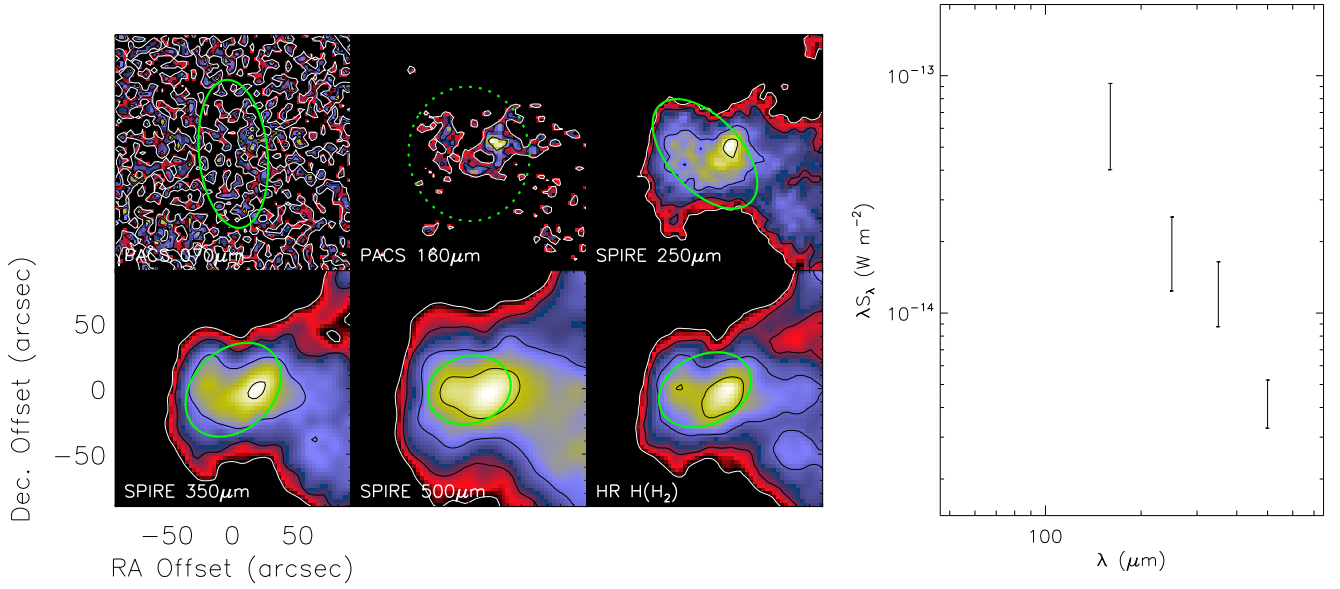 PACS 070μm
PACS 160μm
SPIRE 250μm
SPIRE 350μm
SPIRE 500μm
HR H(H₂)
Dec. Offset (arcsec)
50
0
−50
−50 0 50
RA Offset (arcsec)
λS_λ (W m⁻²)
10⁻¹³
10⁻¹⁴
100
λ (μm)